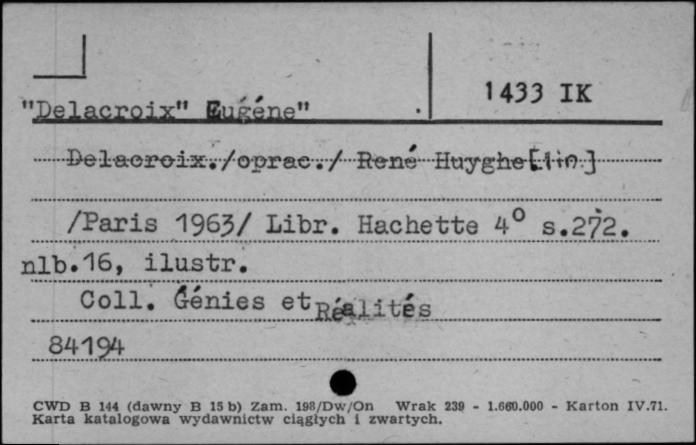 1433 IK
"Delacroix" Eugéne"
Delacroix./oprac./ René Huyghe[i in.]
/Paris 1963/ Libr. Hachette 4° s.272.
nlb.16, ilustr.
Coll. Génies et Réalités
84194
CWD B 144 (dawny B 15 b) Zam. 198/Dw/On Wrak 239 - 1.660.000 - Karton IV.71.
Karta katalogowa wydawnictw ciągłych i zwartych.